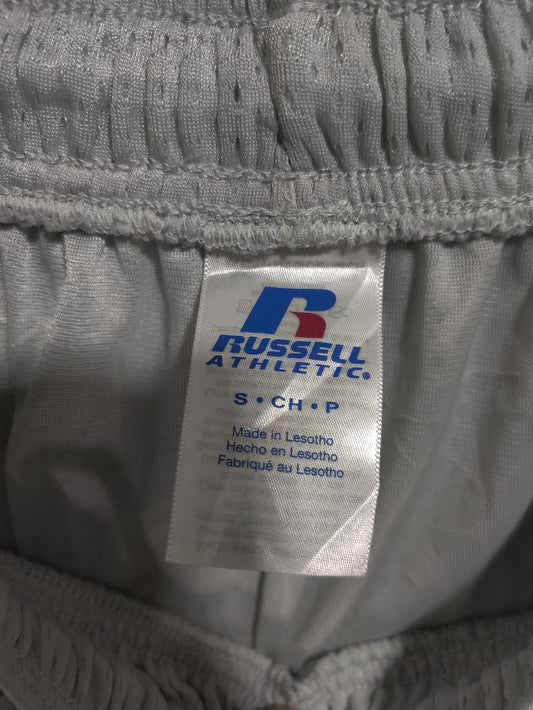 R
RUSSELL
ATHLETIC®
S • CH • P
Made in Lesotho
Hecho en Lesotho
Fabriqué au Lesotho